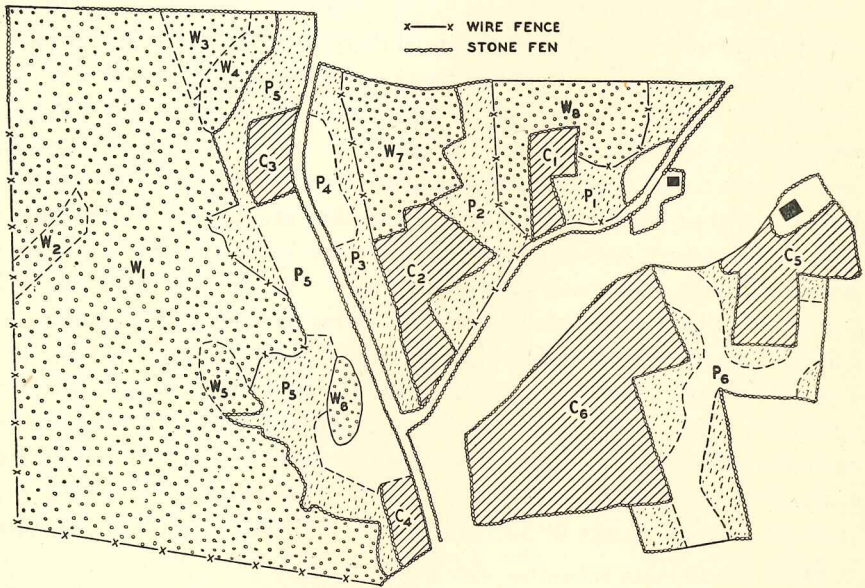 x—x WIRE FENCE
STONE FEN
W₃
W₄
P₅
C₃
W₂
W₁
P₅
W₅
P₅
W₆
C₄
P₄
P₃
W₇
C₂
P₂
W₈
C₁
P₁
C₅
P₆
C₆